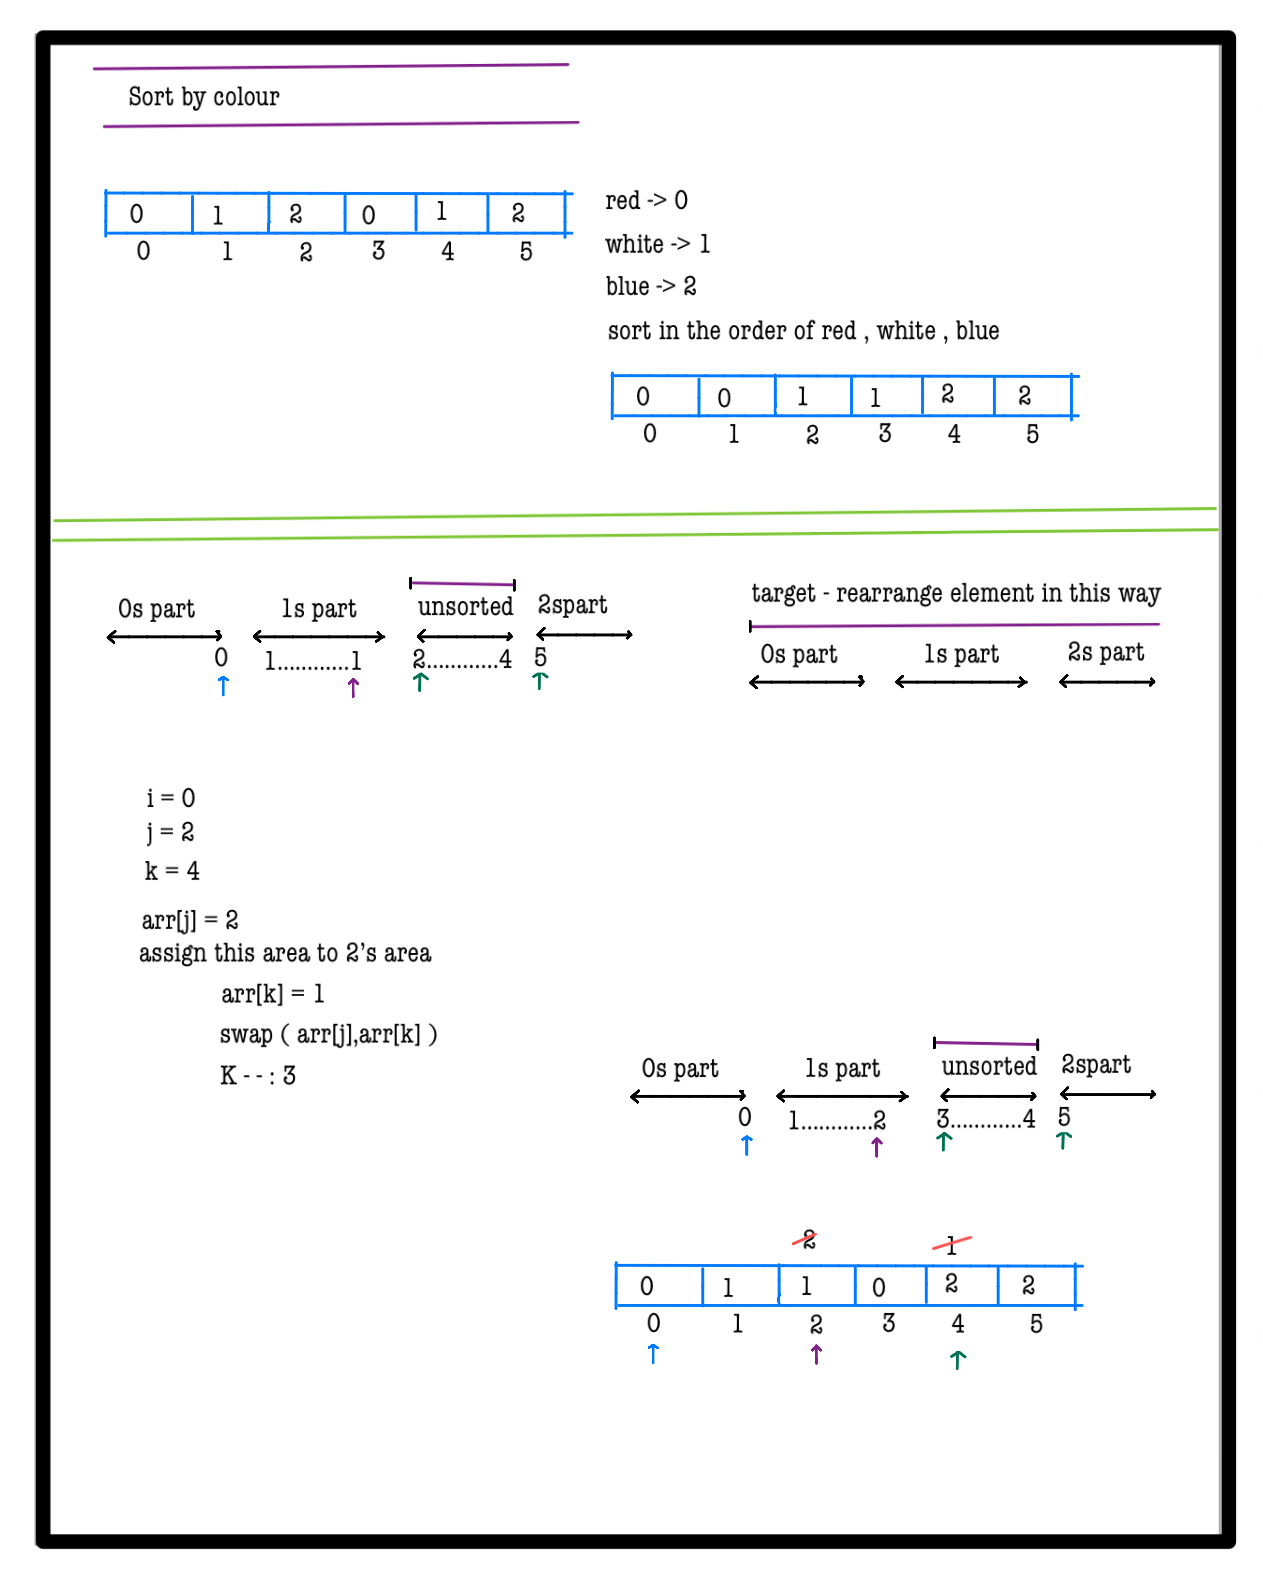 Sort by colour
0 1 2 0 1 2
0 1 2 3 4 5
red -> 0
white -> 1
blue -> 2
sort in the order of red , white , blue
0 0 1 1 2 2
0 1 2 3 4 5
0s part 1s part unsorted 2spart
0 1............1 2............4 5
target - rearrange element in this way
0s part 1s part 2s part
i = 0
j = 2
k = 4
arr[j] = 2
assign this area to 2's area
arr[k] = 1
swap ( arr[j],arr[k] )
K - - : 3
0s part 1s part unsorted 2spart
0 1............2 3............4 5
2 1
0 1 1 0 2 2
0 1 2 3 4 5